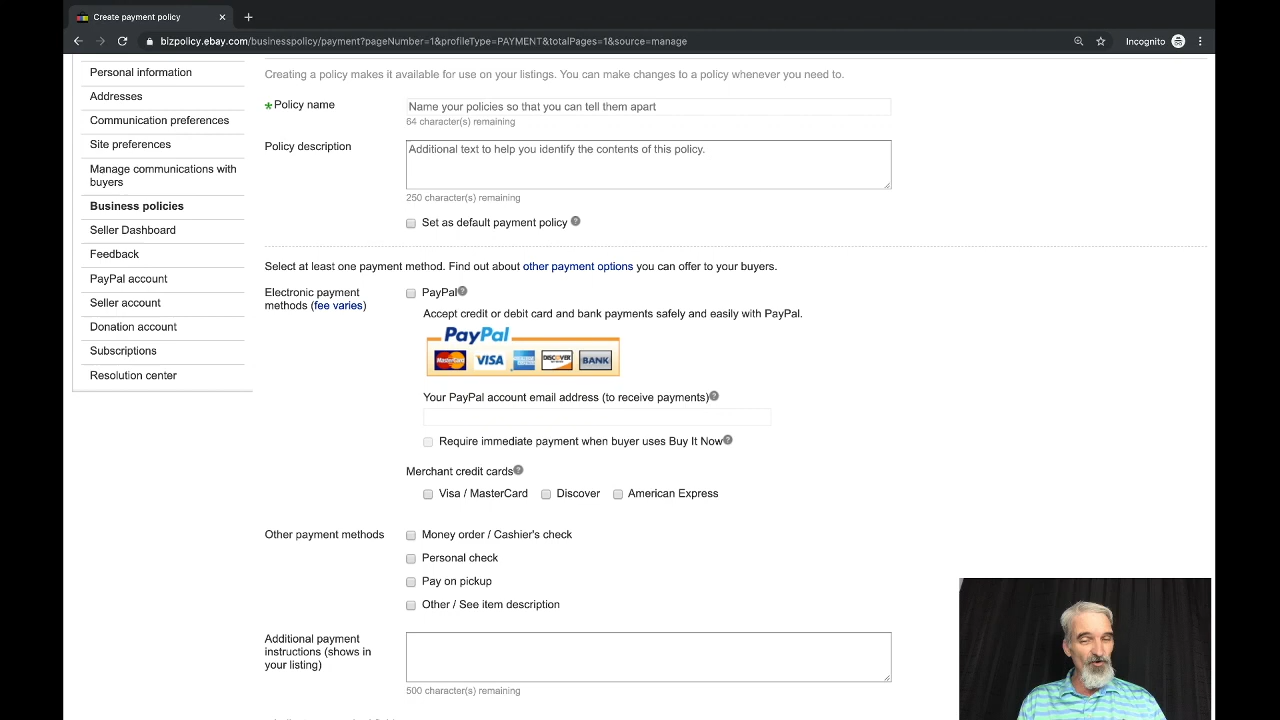 Create payment policy
bizpolicy.ebay.com/businesspolicy/payment?pageNumber=1&profileType=PAYMENT&totalPages=1&source=manage
Incognito
Personal information
Addresses
Communication preferences
Site preferences
Manage communications with
buyers
Business policies
Seller Dashboard
Feedback
PayPal account
Seller account
Donation account
Subscriptions
Resolution center
Creating a policy makes it available for use on your listings. You can make changes to a policy whenever you need to.
*Policy name
Name your policies so that you can tell them apart
64 character(s) remaining
Policy description
Additional text to help you identify the contents of this policy.
250 character(s) remaining
Set as default payment policy ?
Select at least one payment method. Find out about other payment options you can offer to your buyers.
Electronic payment
methods (fee varies)
PayPal ?
Accept credit or debit card and bank payments safely and easily with PayPal.
PayPal
MasterCard VISA DISCOVER BANK
Your PayPal account email address (to receive payments) ?
Require immediate payment when buyer uses Buy It Now ?
Merchant credit cards ?
Visa / MasterCard Discover American Express
Other payment methods
Money order / Cashier's check
Personal check
Pay on pickup
Other / See item description
Additional payment
instructions (shows in
your listing)
500 character(s) remaining